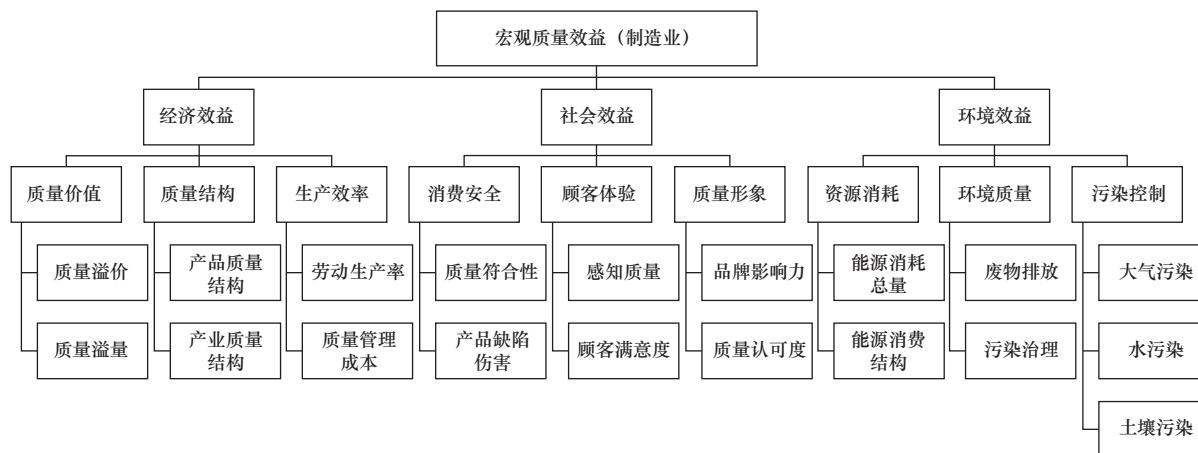 宏观质量效益（制造业）
经济效益
社会效益
环境效益
质量价值
质量结构
生产效率
消费安全
顾客体验
质量形象
资源消耗
环境质量
污染控制
质量溢价
产品质量
结构
劳动生产率
质量符合性
感知质量
品牌影响力
能源消耗
总量
废物排放
大气污染
质量溢量
产业质量
结构
质量管理
成本
产品缺陷
伤害
顾客满意度
质量认可度
能源消费
结构
污染治理
水污染
土壤污染